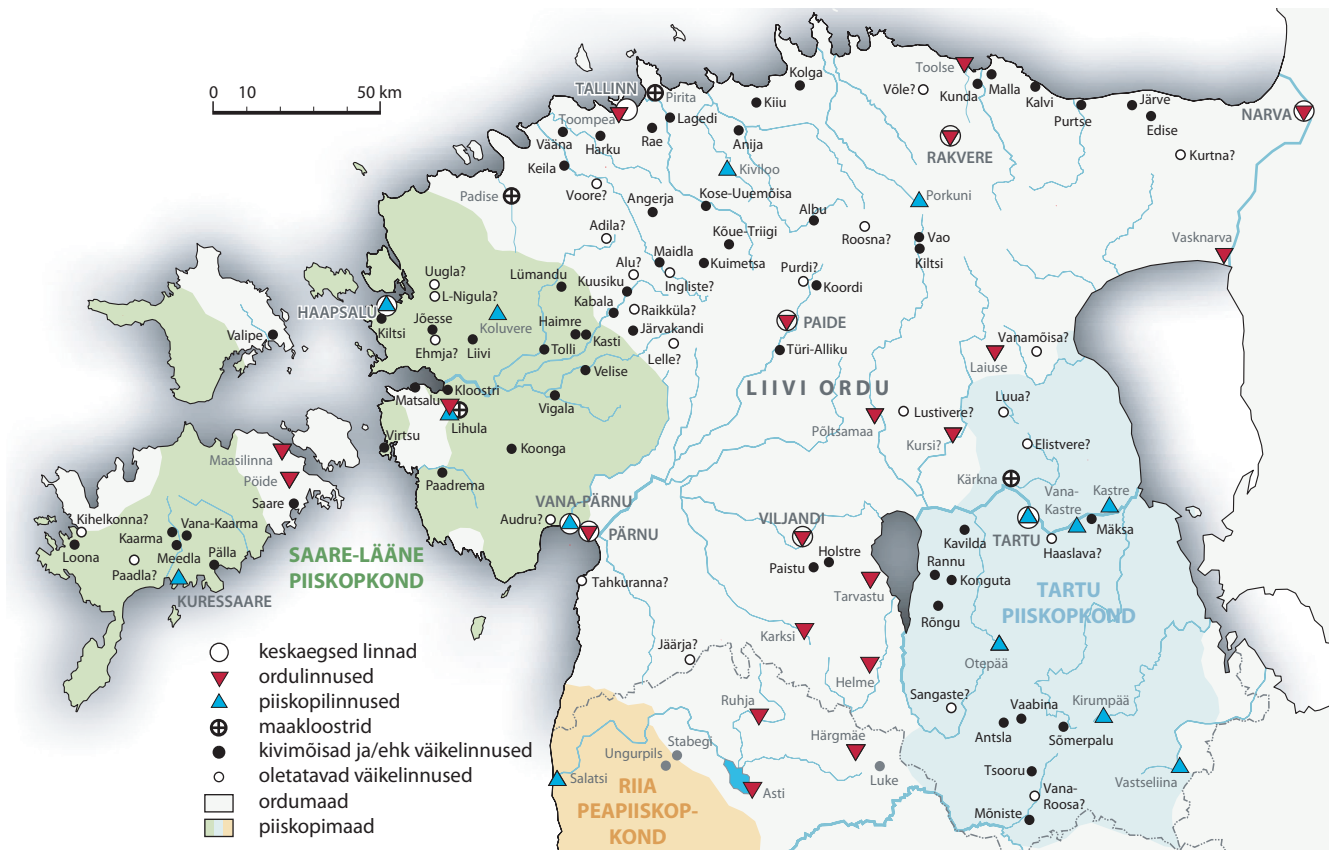 0 10 50 km
Kolga
Toolse
Malla
Võle?
Kunda
Kalvi
Järve
Purtse
Edise
NARVA
TALLINN
Pirita
Kiiu
Toompea
Lagedi
Vääna
Harku
Rae
Anija
RAKVERE
Kurtna?
Keila
Kiviloo
Voore?
Padise
Angerja
Kose-Uuemõisa
Albu
Porkuni
Adila?
Kõue-Triigi
Roosna?
Vao
Kiltsi
Vasknarva
Maidla
Kuimetsa
Uugla?
Lümandu
Alu?
Ingliste?
Purdi?
Koordi
L-Nigula?
Kuusiku
HAAPSALU
Kabala
Raikküla?
Kiltsi
Jõesse
Koluvere
Haimre
Järvakandi
PAIDE
Valipe
Ehmja?
Liivi
Tolli
Kasti
Lelle?
Türi-Alliku
Vanamõisa?
Laiuse
Velise
LIIVI ORDU
Matsalu
Kloostri
Lihula
Vigala
Luua?
Lustivere?
Põltsamaa
Kursi?
Elistvere?
Virtsu
Koonga
Maasilinna
Pöide
Paadrema
Kärkna
Vana-
Kastre
Kastre
Saare
VANA-PÄRNU
Audru?
PÄRNU
VILJANDI
TARTU
Mäksa
Kihelkonna?
Vana-Kaarma
Kaarma
Loona
Meedla
Pälla
Paadla?
KURESSAARE
SAARE-LÄÄNE
PIISKOPKOND
Kavilda
Haaslava?
Holstre
Paistu
Rannu
Konguta
Tahkuranna?
Tarvastu
TARTU
PIISKOPKOND
Rõngu
Karksi
Jäärja?
Otepää
Helme
keskaegsed linnad
ordulinnused
piiskopilinnused
maakloostrid
kivimõisad ja/ehk väikelinnused
oletatavad väikelinnused
ordumaad
piiskopimaad
Sangaste?
Ruhja
Vaabina
Kirumpää
Antsla
Sõmerpalu
Härgmäe
Stabegi
Ungurpils
Luke
Tsooru
Vastseliina
Salatsi
Asti
Vana-
Roosa?
RIIA
PEAPIISKOP-
KOND
Mõniste